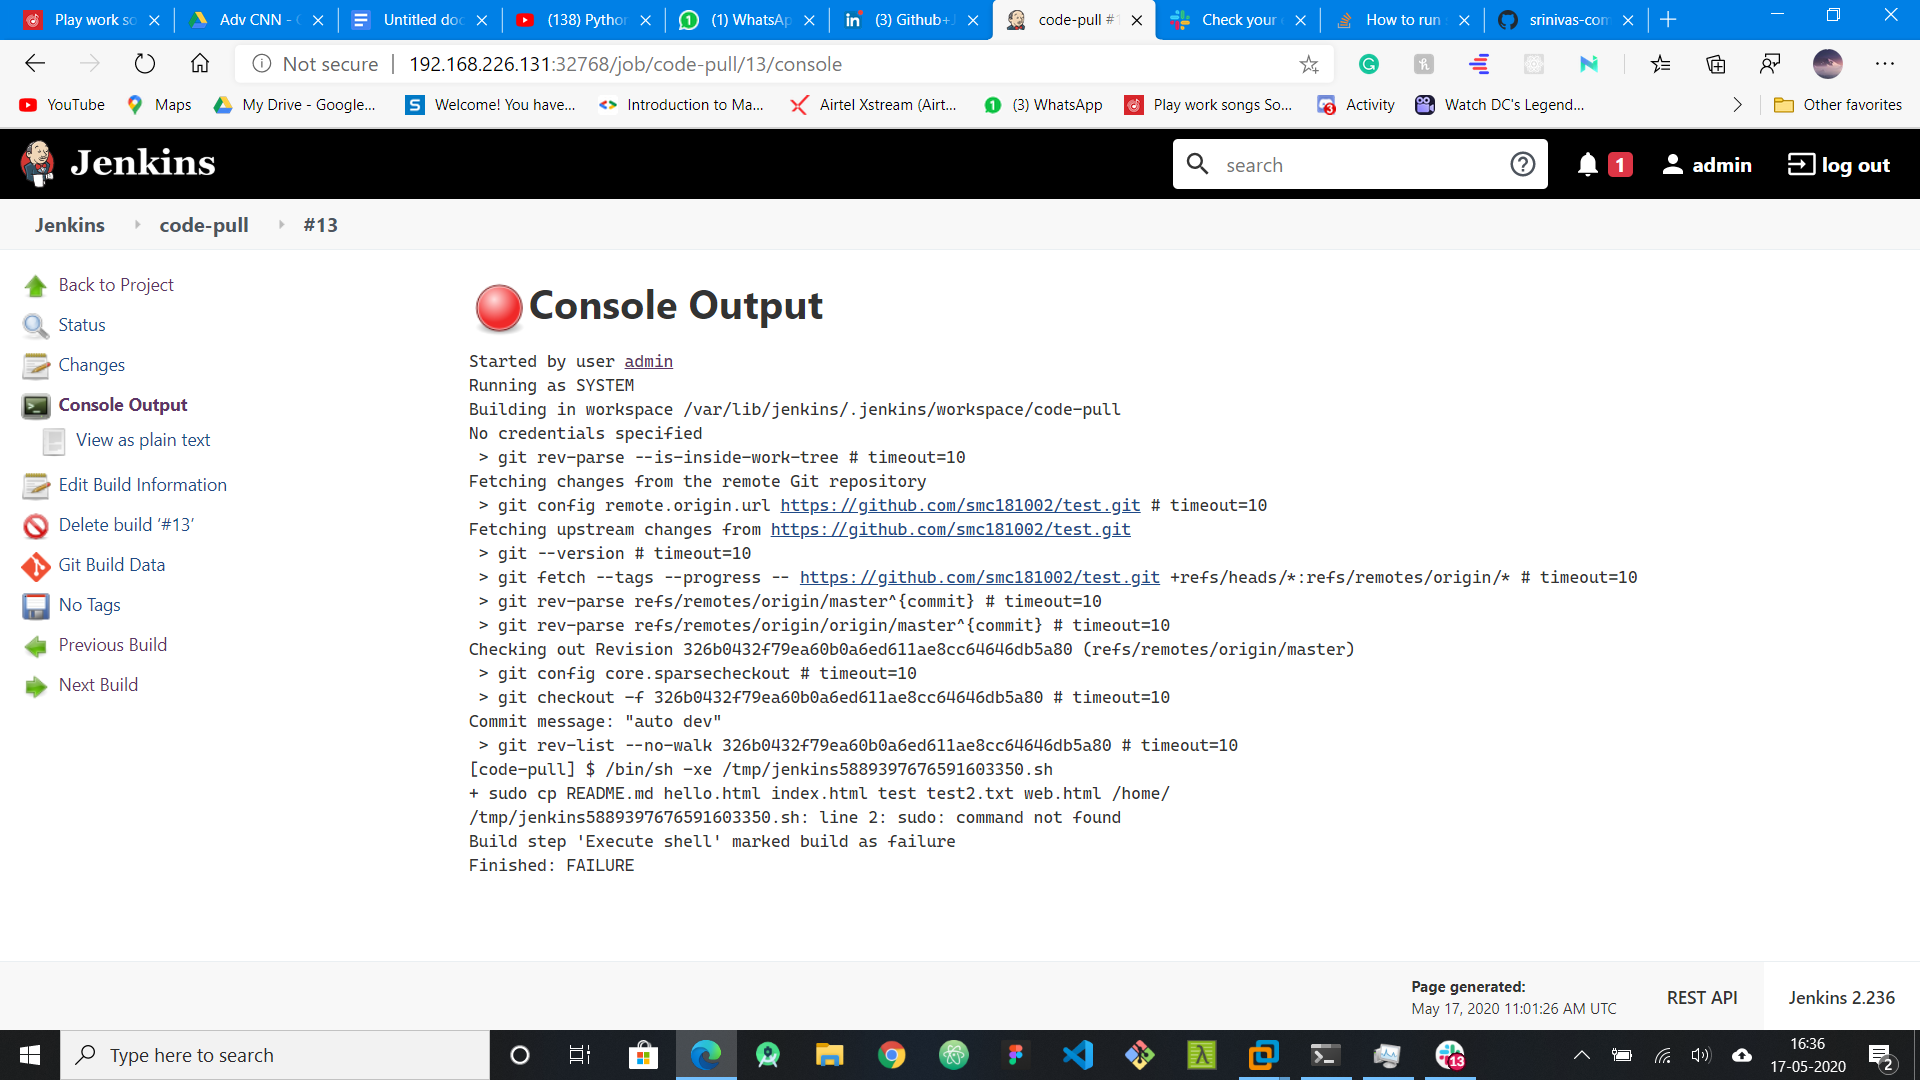 Play work so
Adv CNN - C
Untitled doc
(138) Python
(1) WhatsAp
(3) Github+J
code-pull #1
Check your
How to run
srinivas-com
Not secure | 192.168.226.131:32768/job/code-pull/13/console
YouTube
Maps
My Drive - Google...
Welcome! You have...
Introduction to Ma...
Airtel Xstream (Airt...
(3) WhatsApp
Play work songs So...
Activity
Watch DC's Legend...
Other favorites
Jenkins
search
1
admin
log out
Jenkins
code-pull
#13
Back to Project
Status
Changes
Console Output
View as plain text
Edit Build Information
Delete build '#13'
Git Build Data
No Tags
Previous Build
Next Build
Console Output
Started by user admin
Running as SYSTEM
Building in workspace /var/lib/jenkins/.jenkins/workspace/code-pull
No credentials specified
> git rev-parse --is-inside-work-tree # timeout=10
Fetching changes from the remote Git repository
> git config remote.origin.url https://github.com/smc181002/test.git # timeout=10
Fetching upstream changes from https://github.com/smc181002/test.git
> git --version # timeout=10
> git fetch --tags --progress -- https://github.com/smc181002/test.git +refs/heads/*:refs/remotes/origin/* # timeout=10
> git rev-parse refs/remotes/origin/master^{commit} # timeout=10
> git rev-parse refs/remotes/origin/origin/master^{commit} # timeout=10
Checking out Revision 326b0432f79ea60b0a6ed611ae8cc64646db5a80 (refs/remotes/origin/master)
> git config core.sparsecheckout # timeout=10
> git checkout -f 326b0432f79ea60b0a6ed611ae8cc64646db5a80 # timeout=10
Commit message: "auto dev"
> git rev-list --no-walk 326b0432f79ea60b0a6ed611ae8cc64646db5a80 # timeout=10
[code-pull] $ /bin/sh -xe /tmp/jenkins5889397676591603350.sh
+ sudo cp README.md hello.html index.html test test2.txt web.html /home/
/tmp/jenkins5889397676591603350.sh: line 2: sudo: command not found
Build step 'Execute shell' marked build as failure
Finished: FAILURE
Page generated:
May 17, 2020 11:01:26 AM UTC
REST API
Jenkins 2.236
Type here to search
13
16:36
17-05-2020
2